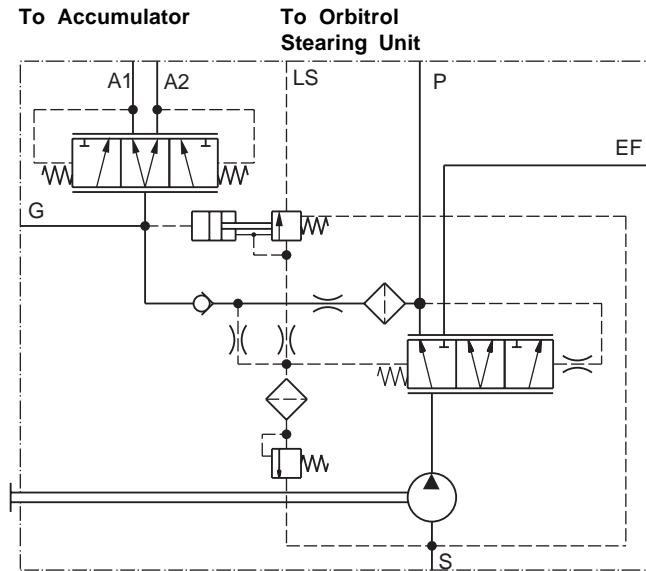 To Accumulator
To Orbitrol
Stearing Unit
A1
A2
LS
P
EF
G
S